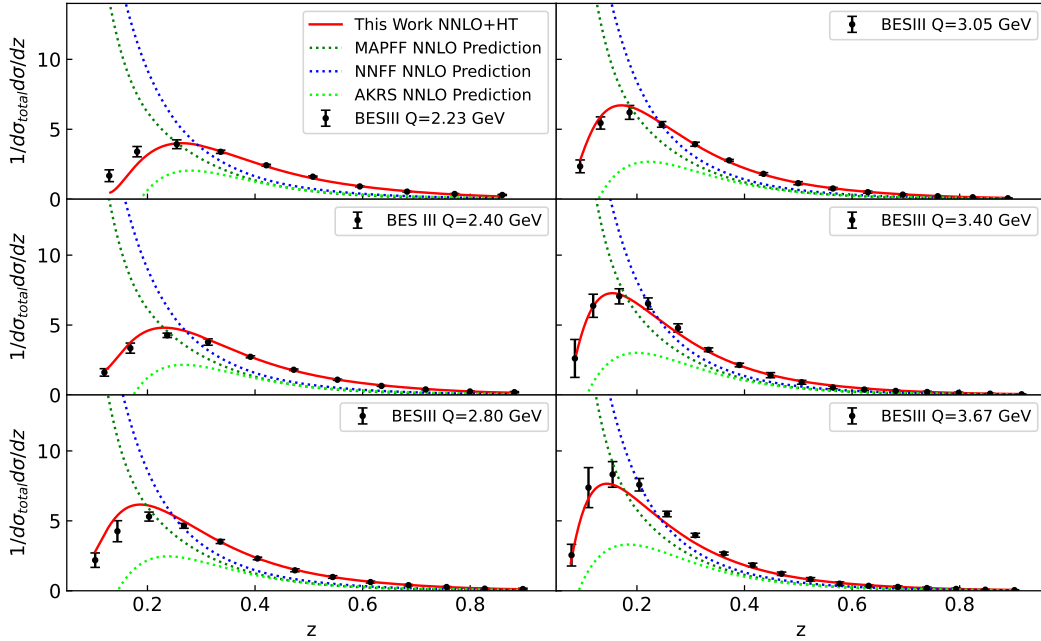 This Work NNLO+HT
MAPFF NNLO Prediction
NNFF NNLO Prediction
AKRS NNLO Prediction
BESIII Q=2.23 GeV
BESIII Q=3.05 GeV
1/dσ_total dσ/dz
0
5
10
BES III Q=2.40 GeV
BESIII Q=3.40 GeV
1/dσ_total dσ/dz
0
5
10
BESIII Q=2.80 GeV
BESIII Q=3.67 GeV
1/dσ_total dσ/dz
0
5
10
0.2 0.4 0.6 0.8
0.2 0.4 0.6 0.8
z
z